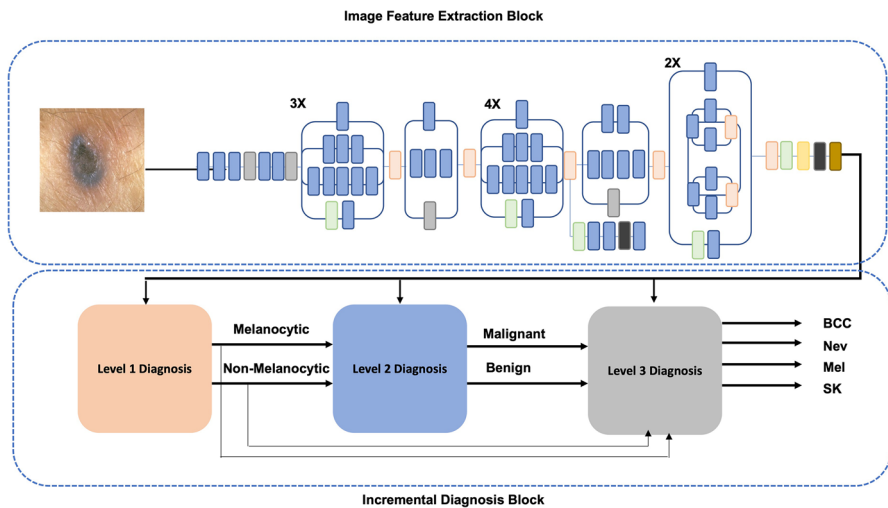 Image Feature Extraction Block
3X
4X
2X
Level 1 Diagnosis
Melanocytic
Non-Melanocytic
Level 2 Diagnosis
Malignant
Benign
Level 3 Diagnosis
BCC
Nev
Mel
SK
Incremental Diagnosis Block